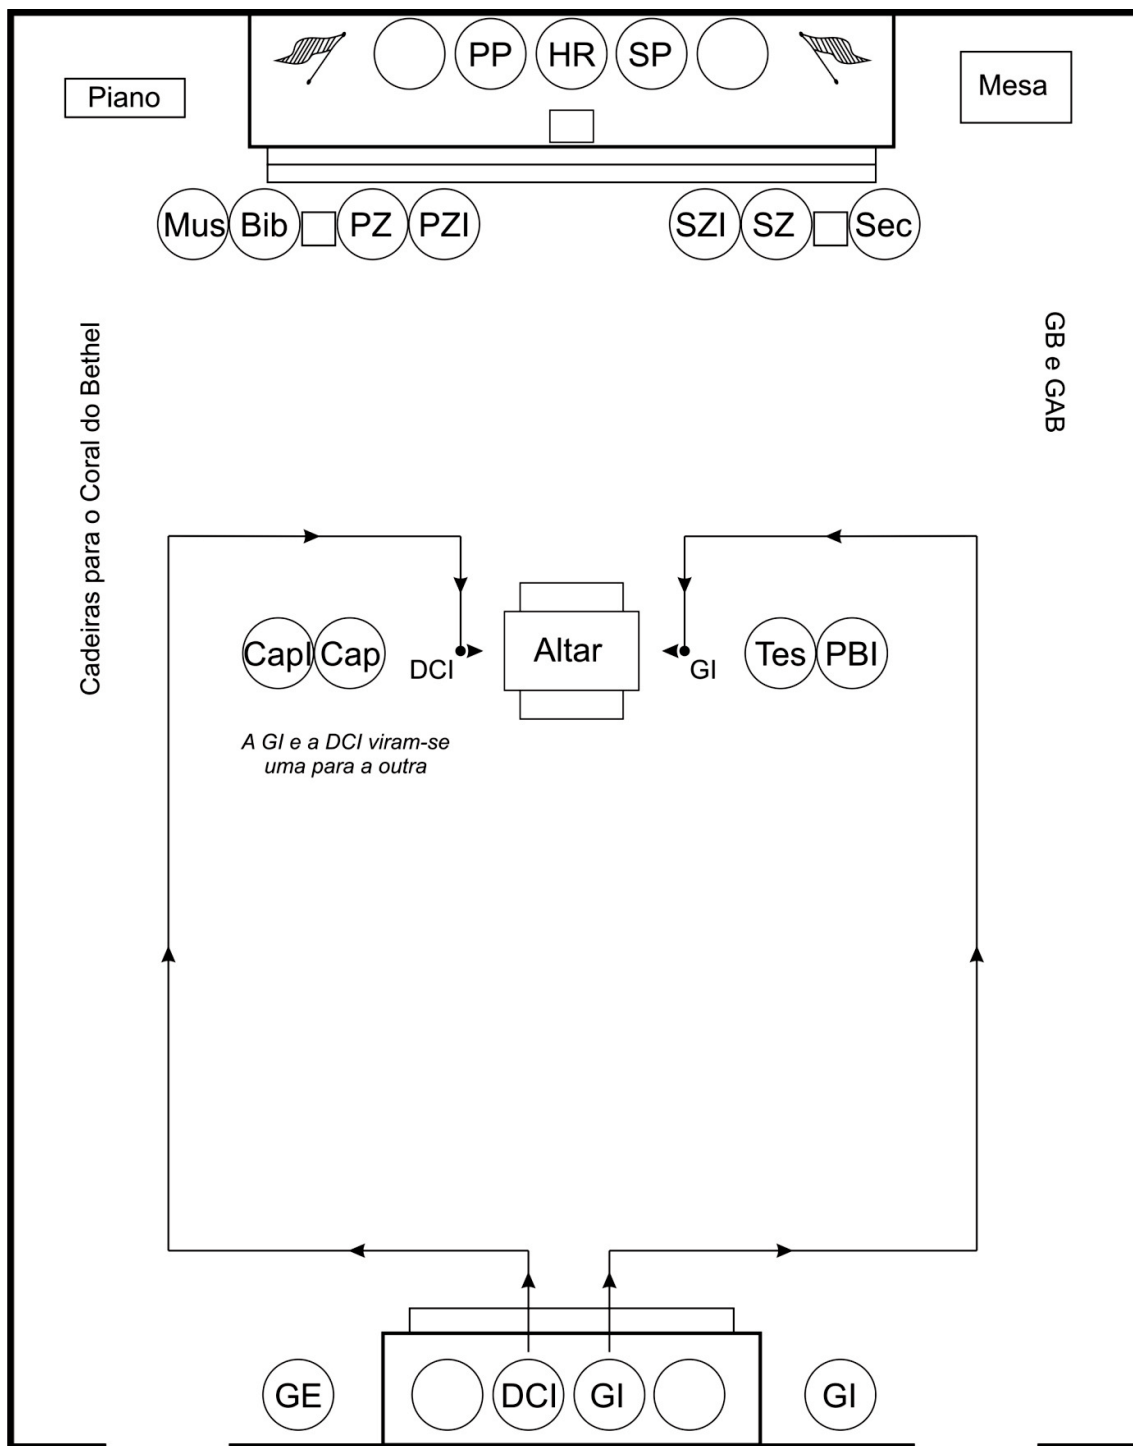 PP
HR
SP
Piano
Mesa
Mus
Bib
PZ
PZI
SZI
SZ
Sec
Cadeiras para o Coral do Bethel
GB e GAB
CapI
Cap
DCI
Altar
GI
Tes
PBI
A GI e a DCI viram-se
uma para a outra
GE
DCI
GI
GI